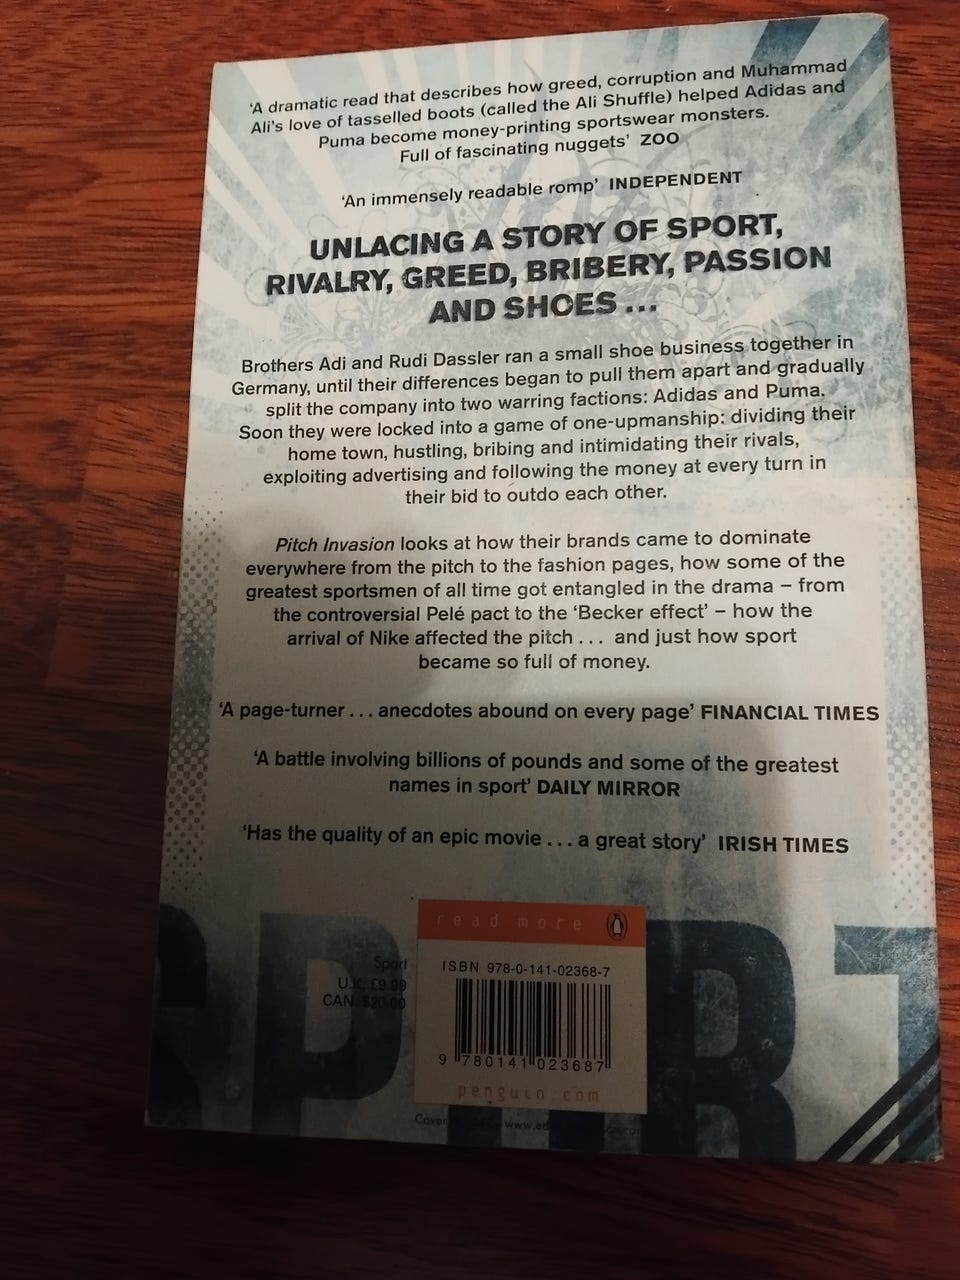 'A dramatic read that describes how greed, corruption and Muhammad
Ali's love of tasselled boots (called the Ali Shuffle) helped Adidas and
Puma become money-printing sportswear monsters.
Full of fascinating nuggets' ZOO
'An immensely readable romp' INDEPENDENT
UNLACING A STORY OF SPORT,
RIVALRY, GREED, BRIBERY, PASSION
AND SHOES ...
Brothers Adi and Rudi Dassler ran a small shoe business together in
Germany, until their differences began to pull them apart and gradually
split the company into two warring factions: Adidas and Puma.
Soon they were locked into a game of one-upmanship: dividing their
home town, hustling, bribing and intimidating their rivals,
exploiting advertising and following the money at every turn in
their bid to outdo each other.
Pitch Invasion looks at how their brands came to dominate
everywhere from the pitch to the fashion pages, how some of the
greatest sportsmen of all time got entangled in the drama – from
the controversial Pelé pact to the 'Becker effect' – how the
arrival of Nike affected the pitch ... and just how sport
became so full of money.
'A page-turner ... anecdotes abound on every page' FINANCIAL TIMES
'A battle involving billions of pounds and some of the greatest
names in sport' DAILY MIRROR
'Has the quality of an epic movie ... a great story' IRISH TIMES
read more
Sport
U.K. £9.99
CAN. $20.00
ISBN 978-0-141-02368-7
9 780141 023687
penguin.com
Cover
SPORT